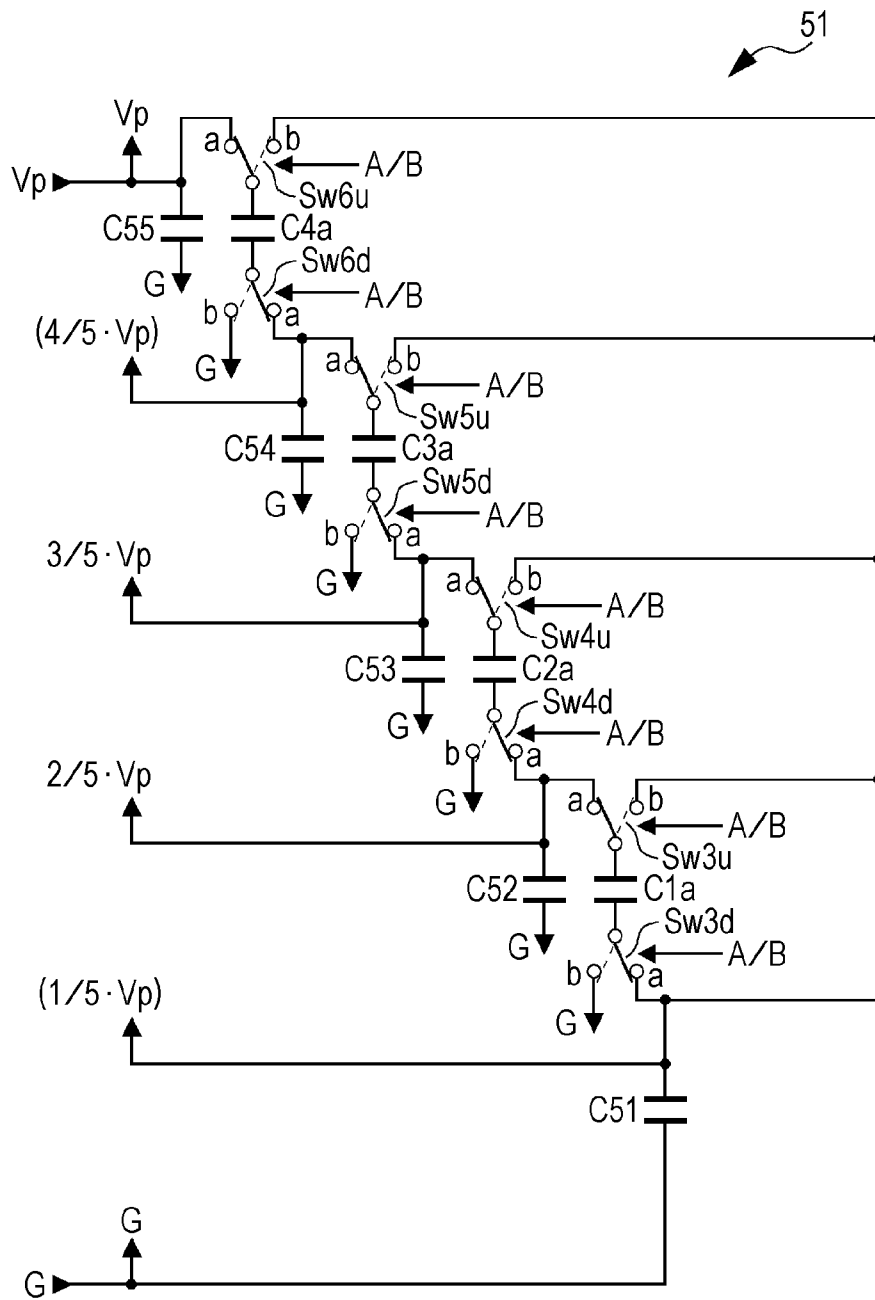 51
Vp
a
b
Vp
A/B
Sw6u
C55
C4a
Sw6d
G
b
a
A/B
(4/5·Vp)
G
a
b
A/B
Sw5u
C54
C3a
Sw5d
G
b
a
A/B
3/5·Vp
G
a
b
A/B
Sw4u
C53
C2a
Sw4d
G
b
a
A/B
2/5·Vp
G
a
b
A/B
Sw3u
C52
C1a
Sw3d
G
b
a
A/B
(1/5·Vp)
G
C51
G
G